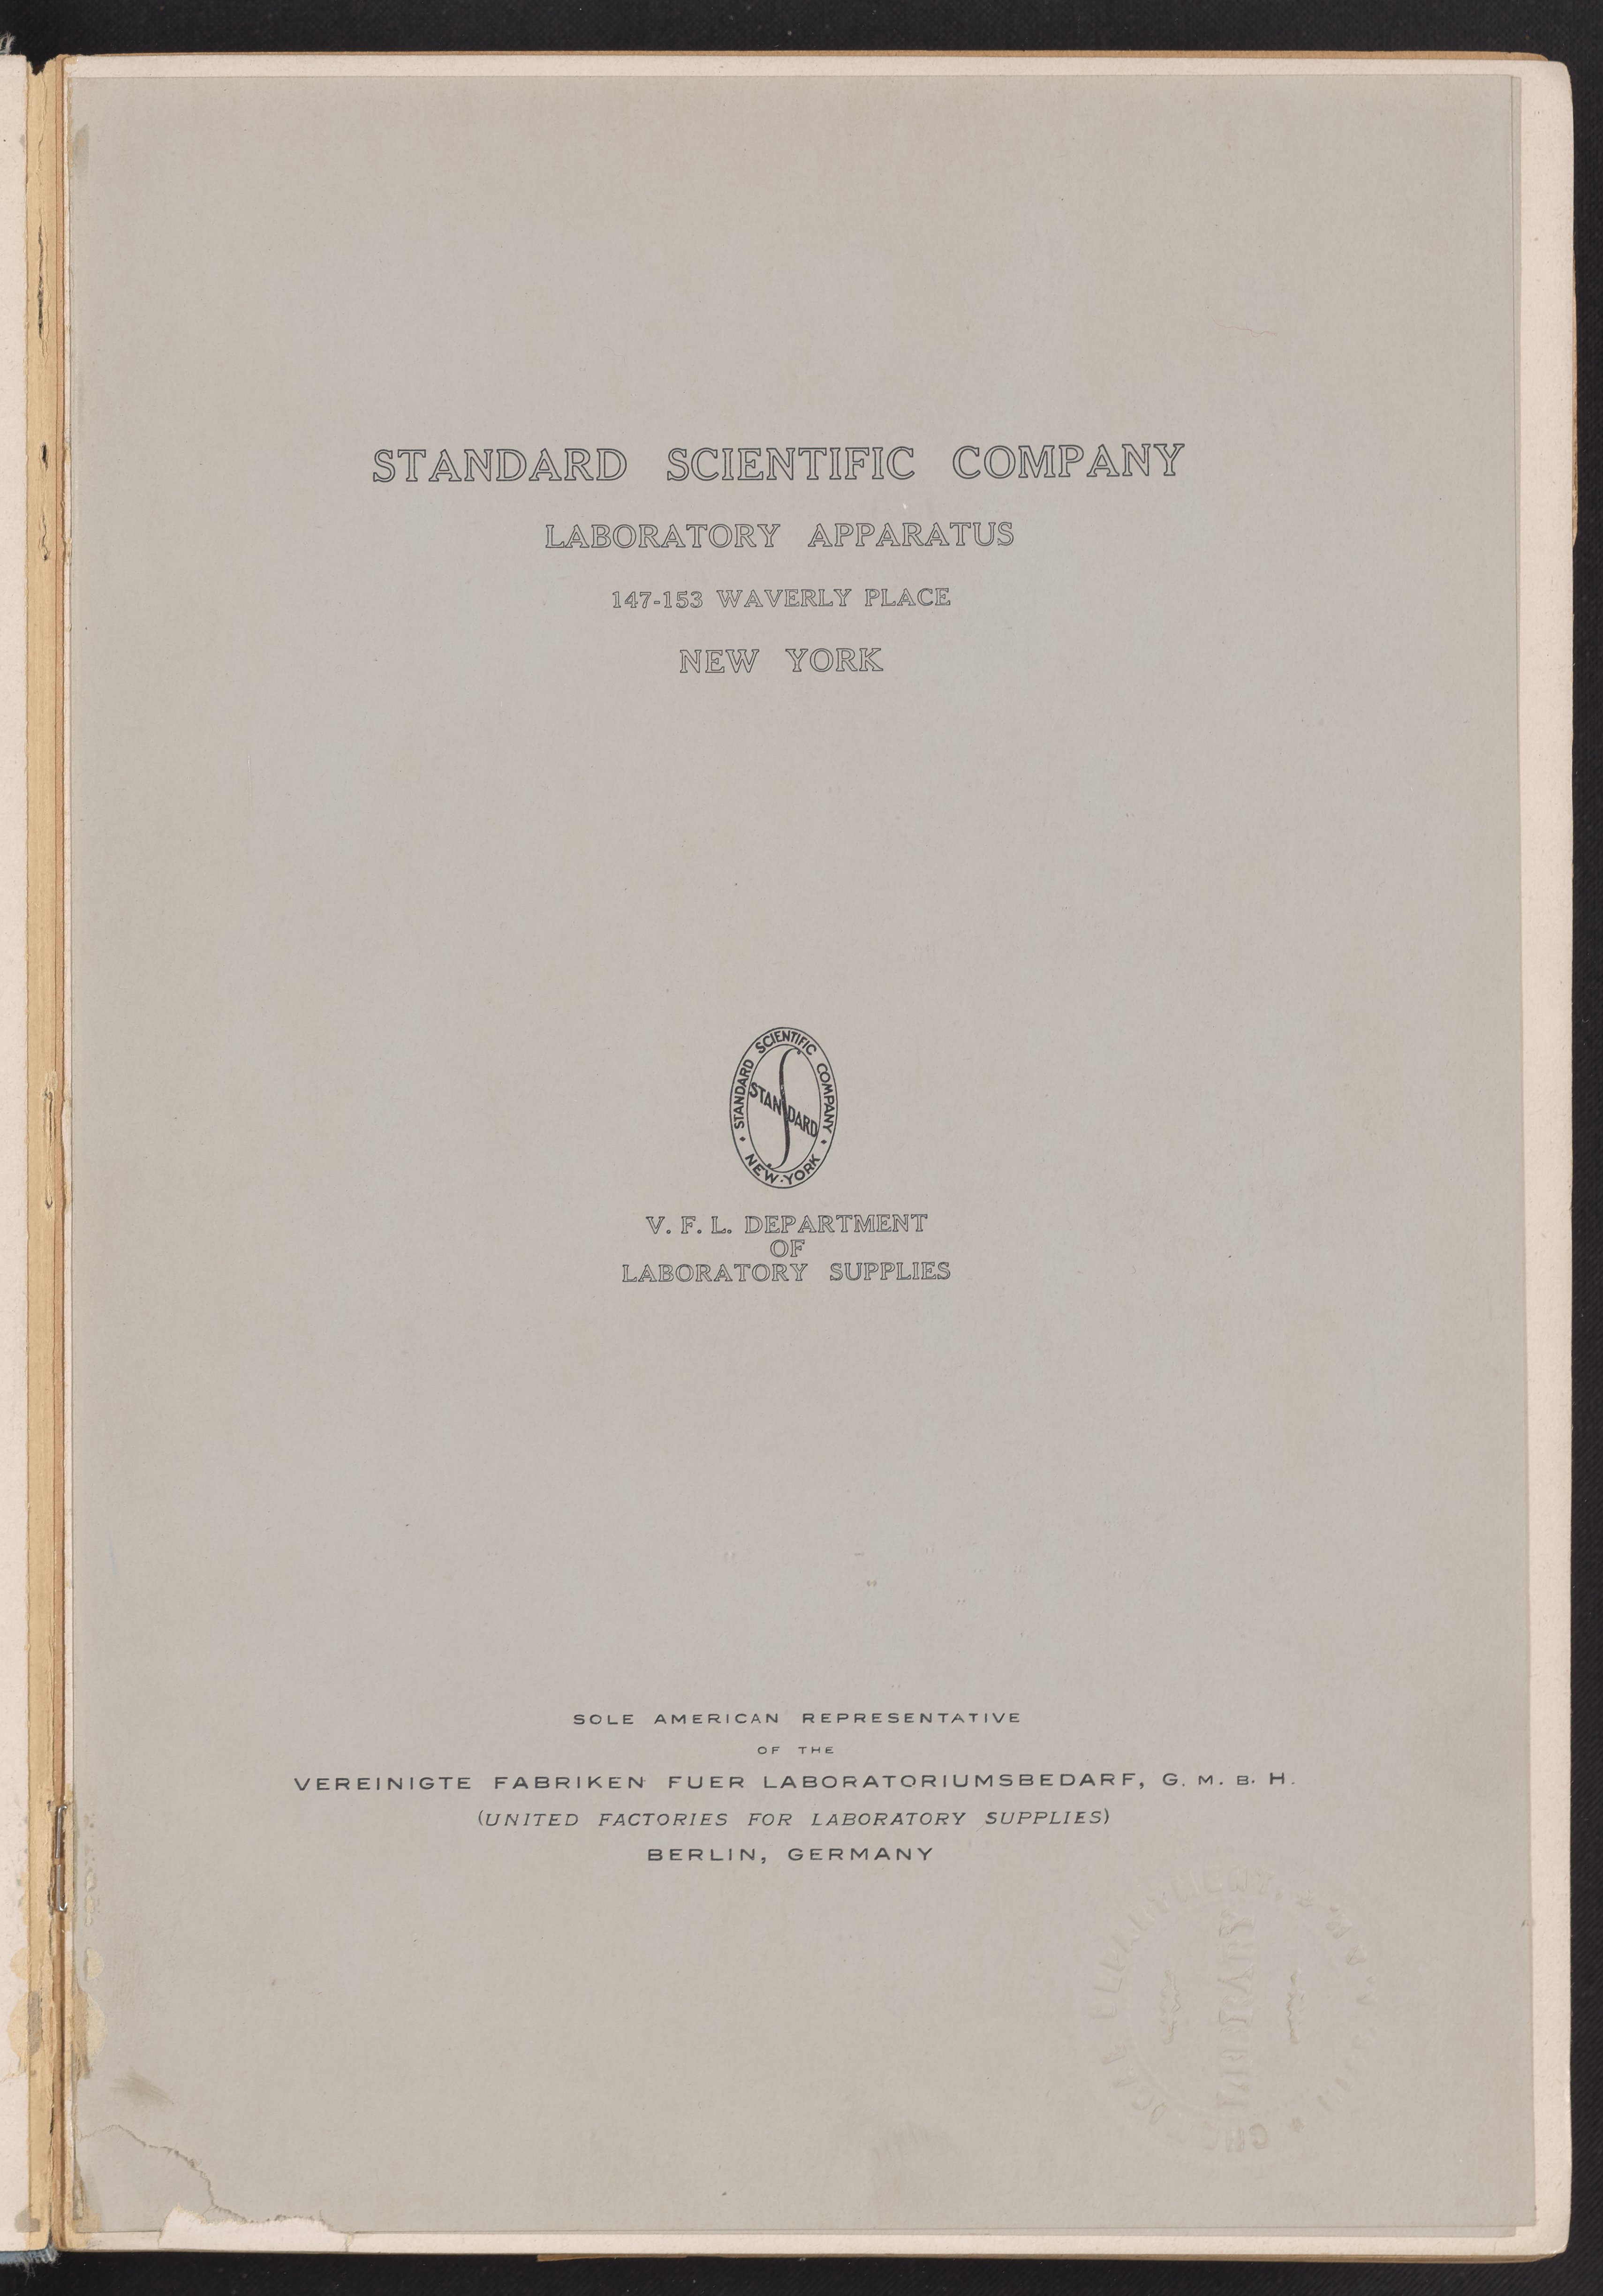 STANDARD SCIENTIFIC COMPANY
LABORATORY APPARATUS
147-153 WAVERLY PLACE
NEW YORK
STANDARD SCIENTIFIC COMPANY
STANDARD
NEW·YORK
V. F. L. DEPARTMENT
OF
LABORATORY SUPPLIES
SOLE AMERICAN REPRESENTATIVE
OF THE
VEREINIGTE FABRIKEN FUER LABORATORIUMSBEDARF, G. M. B. H.
(UNITED FACTORIES FOR LABORATORY SUPPLIES)
BERLIN, GERMANY